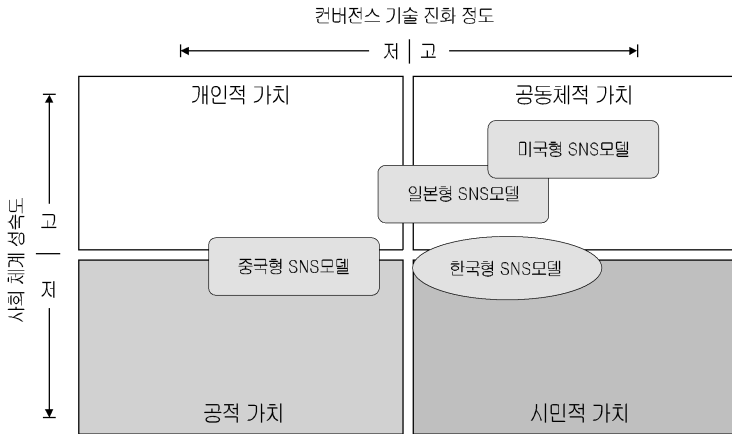 컨버전스 기술 진화 정도
저 고
개인적 가치
공동체적 가치
미국형 SNS모델
일본형 SNS모델
사회 체계 성숙도
고
저
중국형 SNS모델
한국형 SNS모델
공적 가치
시민적 가치